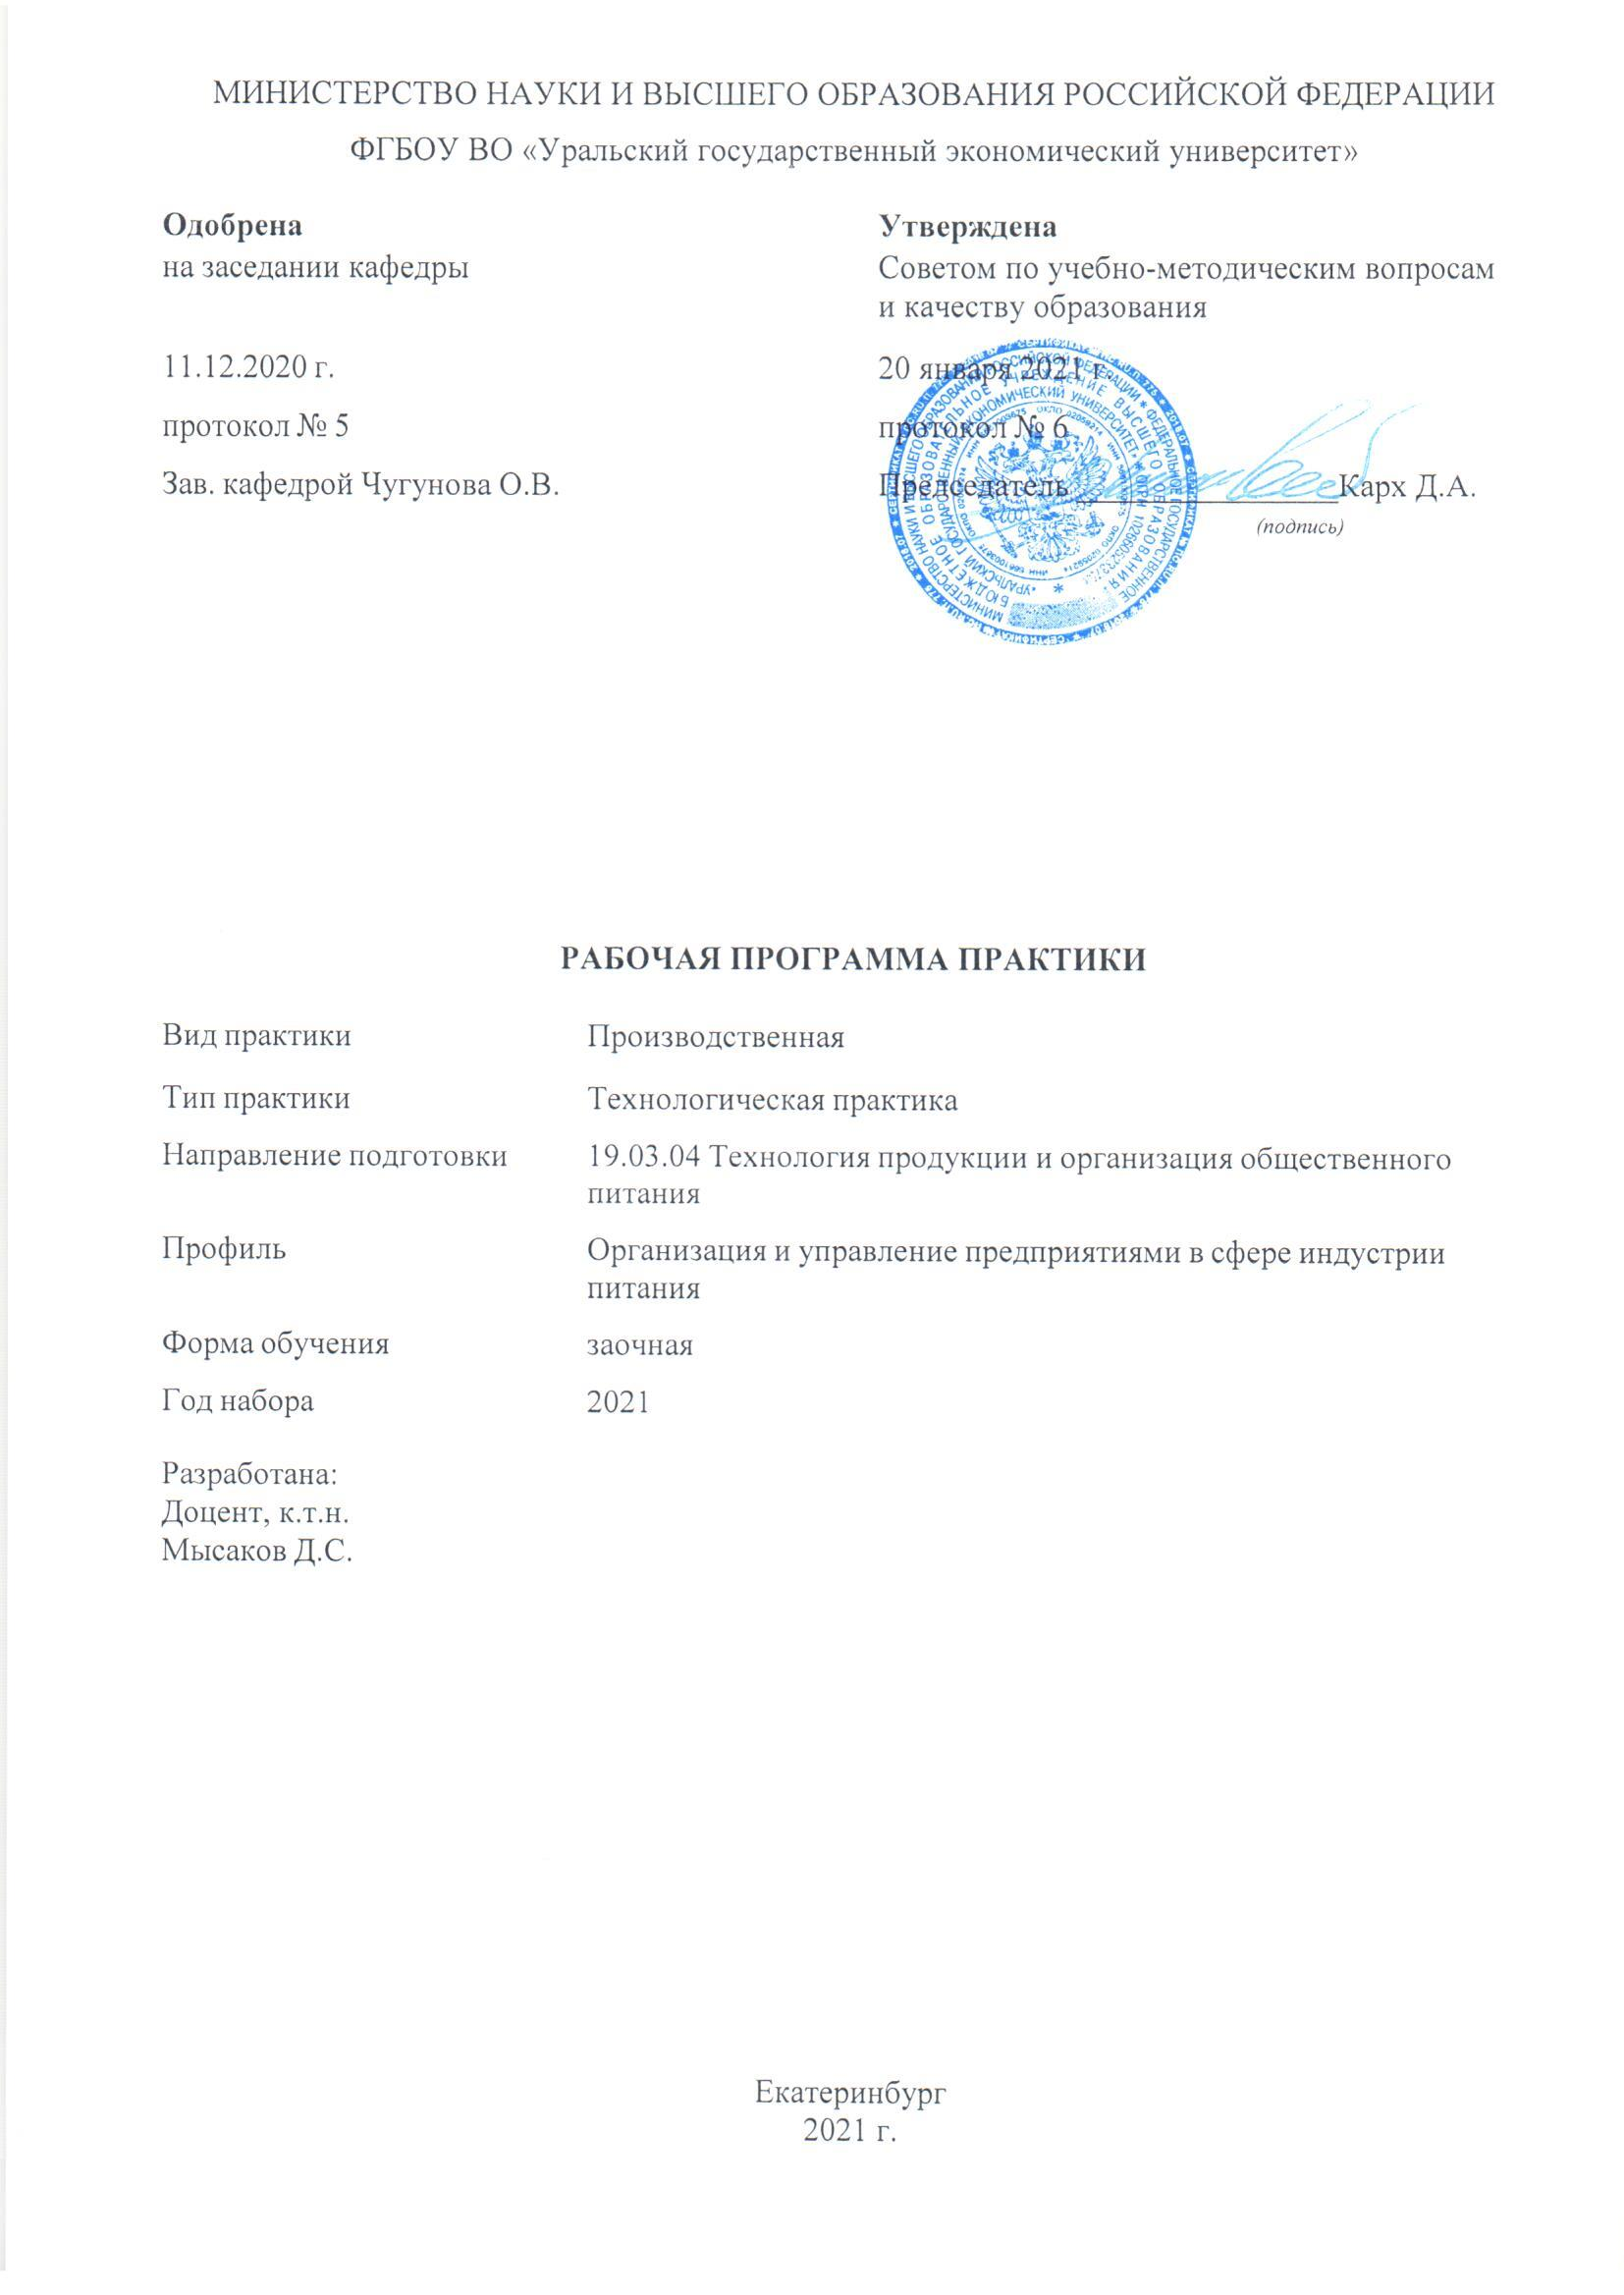 МИНИСТЕРСТВО НАУКИ И ВЫСШЕГО ОБРАЗОВАНИЯ РОССИЙСКОЙ ФЕДЕРАЦИИ
ФГБОУ ВО «Уральский государственный экономический университет»
Одобрена
на заседании кафедры
11.12.2020 г.
протокол № 5
Зав. кафедрой Чугунова О.В.
Утверждена
Советом по учебно-методическим вопросам
и качеству образования
20 января 2021 г.
протокол № 6
Председатель Карх Д.А.
(подпись)
РАБОЧАЯ ПРОГРАММА ПРАКТИКИ
Вид практики Производственная
Тип практики Технологическая практика
Направление подготовки 19.03.04 Технология продукции и организация общественного
питания
Профиль Организация и управление предприятиями в сфере индустрии
питания
Форма обучения заочная
Год набора 2021
Разработана:
Доцент, к.т.н.
Мысаков Д.С.
Екатеринбург
2021 г.